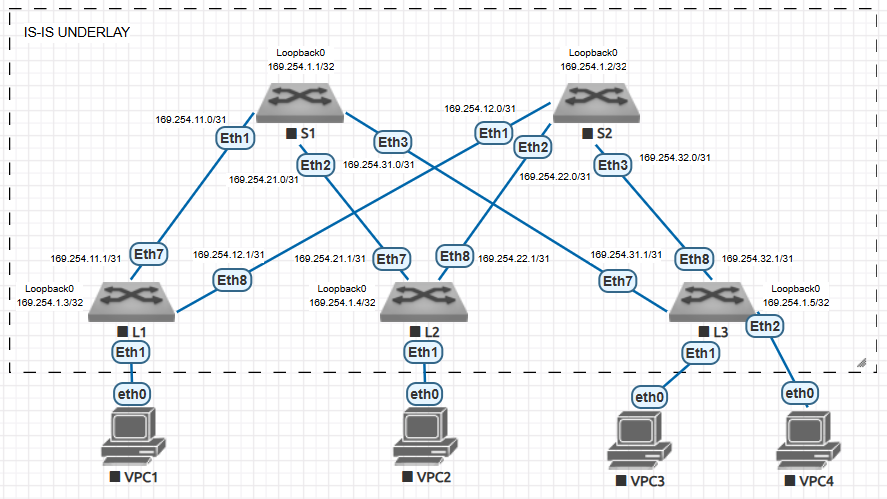 IS-IS UNDERLAY
Loopback0
169.254.1.1/32
Loopback0
169.254.1.2/32
S1
S2
169.254.11.0/31
Eth1
Eth2
169.254.21.0/31
Eth3
169.254.31.0/31
169.254.12.0/31
Eth1
Eth2
169.254.22.0/31
Eth3
169.254.32.0/31
169.254.11.1/31
Eth7
169.254.12.1/31
Eth8
169.254.21.1/31
Eth7
Eth8
169.254.22.1/31
169.254.31.1/31
Eth7
Eth8
169.254.32.1/31
Loopback0
169.254.1.3/32
L1
Loopback0
169.254.1.4/32
L2
Loopback0
169.254.1.5/32
L3
Eth1
Eth1
Eth1
Eth2
eth0
eth0
eth0
eth0
VPC1
VPC2
VPC3
VPC4